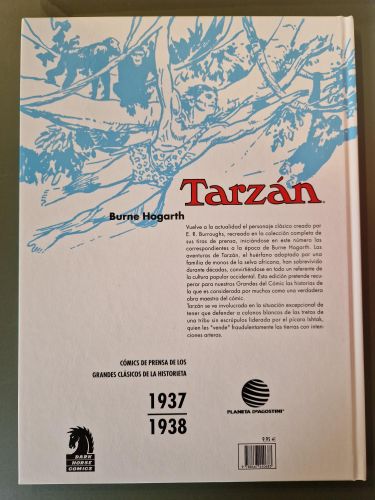 Tarzán
Burne Hogarth
Vuelve a la actualidad el personaje clásico creado por
E. R. Burroughs, recreado en la colección completa de
sus tiras de prensa, iniciándose en este número las
correspondientes a la época de Burne Hogarth. Las
aventuras de Tarzán, el huérfano adoptado por una
familia de monos de la selva africana, han sobrevivido
durante décadas, convirtiéndose en todo un referente de
la cultura popular occidental. Esta edición pretende recu-
perar para nuestros Grandes del Cómic las historias de
la que es considerada por muchos como una verdadera
obra maestra del cómic.
Tarzán se ve involucrado en la situación excepcional de
tener que defender a colonos blancos de las tretas de
una tribu sin escrúpulos liderada por el pícaro Ishtak,
quien les "vende" fraudulentamente las tierras con inten-
ciones arteras.
CÓMICS DE PRENSA DE LOS
GRANDES CLÁSICOS DE LA HISTORIETA
1937
1938
DARK
HORSE
COMICS
PLANETA DEAGOSTINI
9,95 €